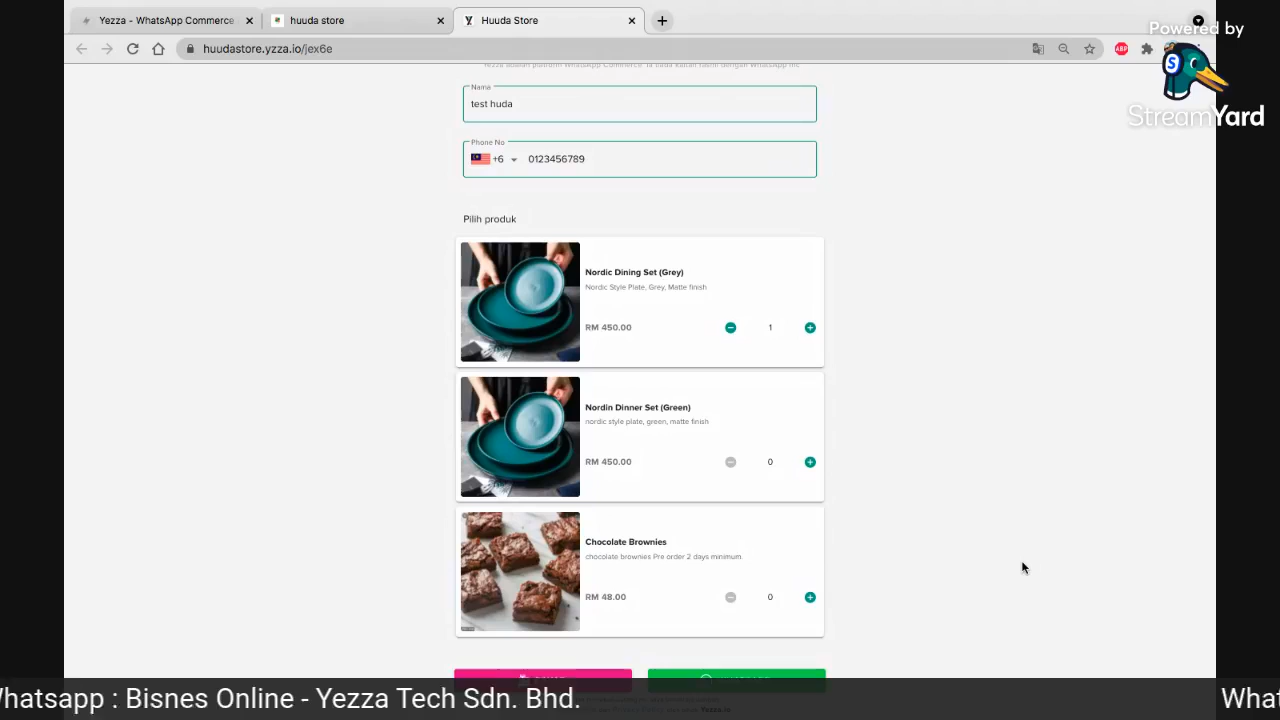 Yezza - WhatsApp Commerce
huuda store
Huuda Store
huudastore.yzza.io/jex6e
ABP
Powered by
StreamYard
Nama
test huda
Phone No
+6
0123456789
Pilih produk
Nordic Dining Set (Grey)
Nordic Style Plate, Grey, Matte finish
RM 450.00
1
Nordin Dinner Set (Green)
nordic style plate, green, matte finish
RM 450.00
0
Chocolate Brownies
chocolate brownies Pre order 2 days minimum
RM 48.00
0
Whatsapp : Bisnes Online - Yezza Tech Sdn. Bhd.
What